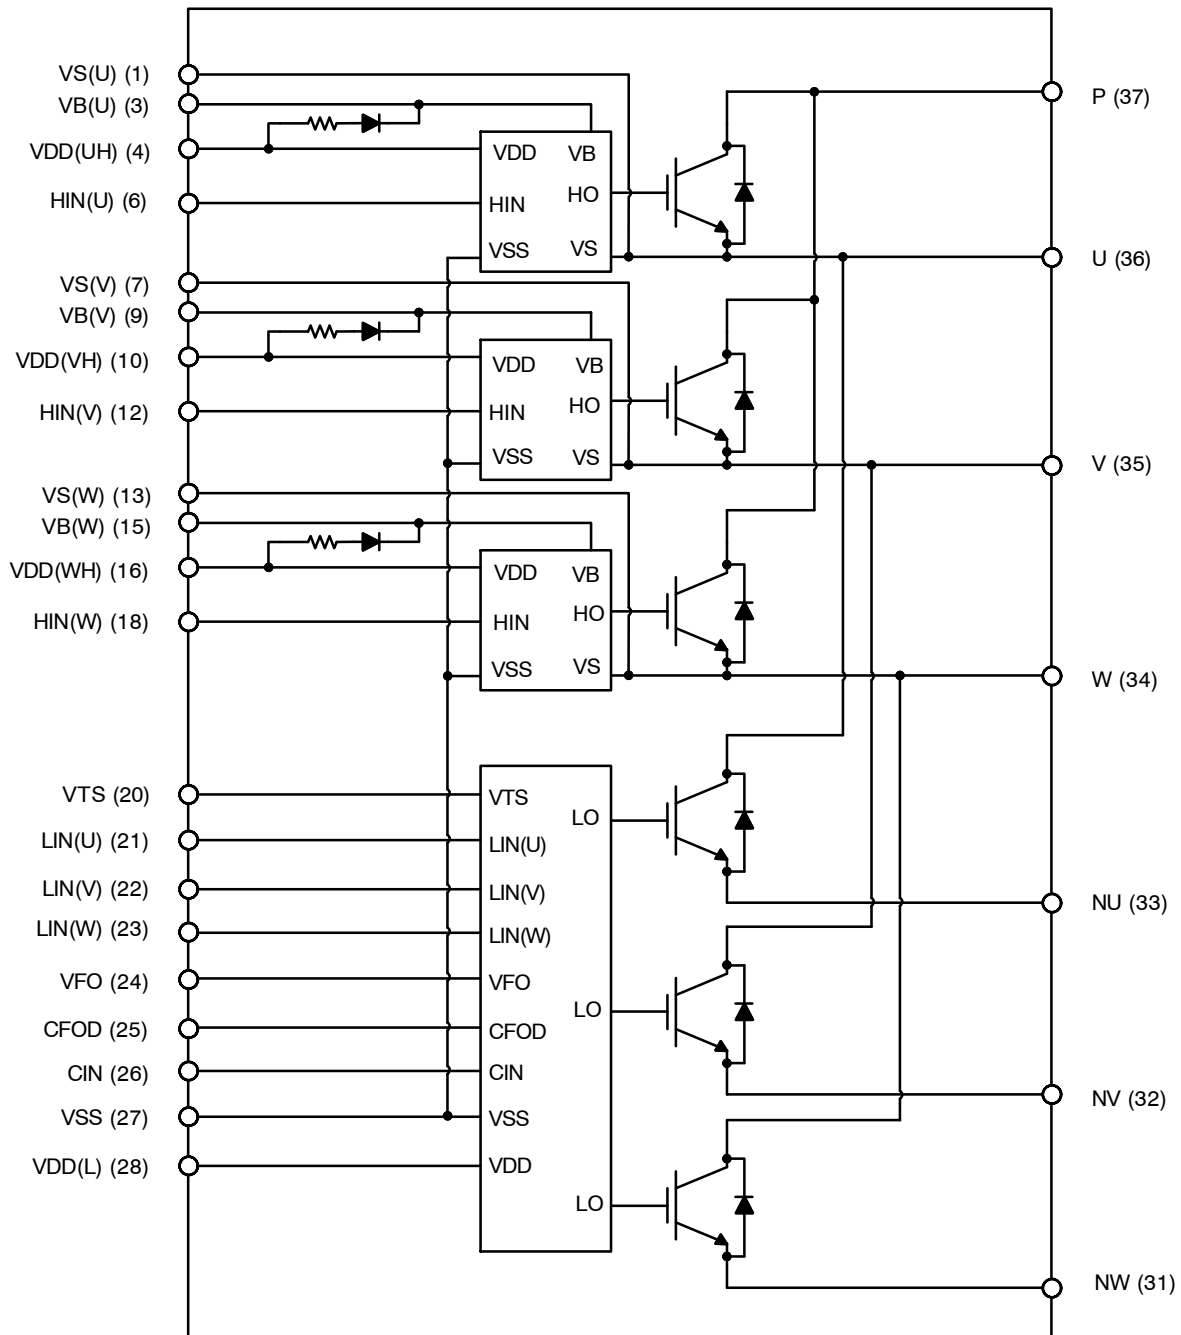 VS(U) (1)
VB(U) (3)
VDD(UH) (4)
HIN(U) (6)
VS(V) (7)
VB(V) (9)
VDD(VH) (10)
HIN(V) (12)
VS(W) (13)
VB(W) (15)
VDD(WH) (16)
HIN(W) (18)
VTS (20)
LIN(U) (21)
LIN(V) (22)
LIN(W) (23)
VFO (24)
CFOD (25)
CIN (26)
VSS (27)
VDD(L) (28)
VDD VB
HIN HO
VSS VS
VDD VB
HIN HO
VSS VS
VDD VB
HIN HO
VSS VS
VTS
LO
LIN(U)
LIN(V)
LIN(W)
VFO
LO
CFOD
CIN
VSS
VDD
LO
P (37)
U (36)
V (35)
W (34)
NU (33)
NV (32)
NW (31)